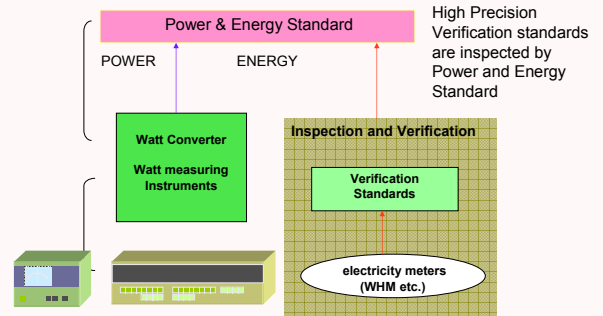 Power & Energy Standard
High Precision
Verification standards
are inspected by
Power and Energy
Standard
POWER
ENERGY
Watt Converter
Watt measuring
Instruments
Inspection and Verification
Verification
Standards
electricity meters
(WHM etc.)